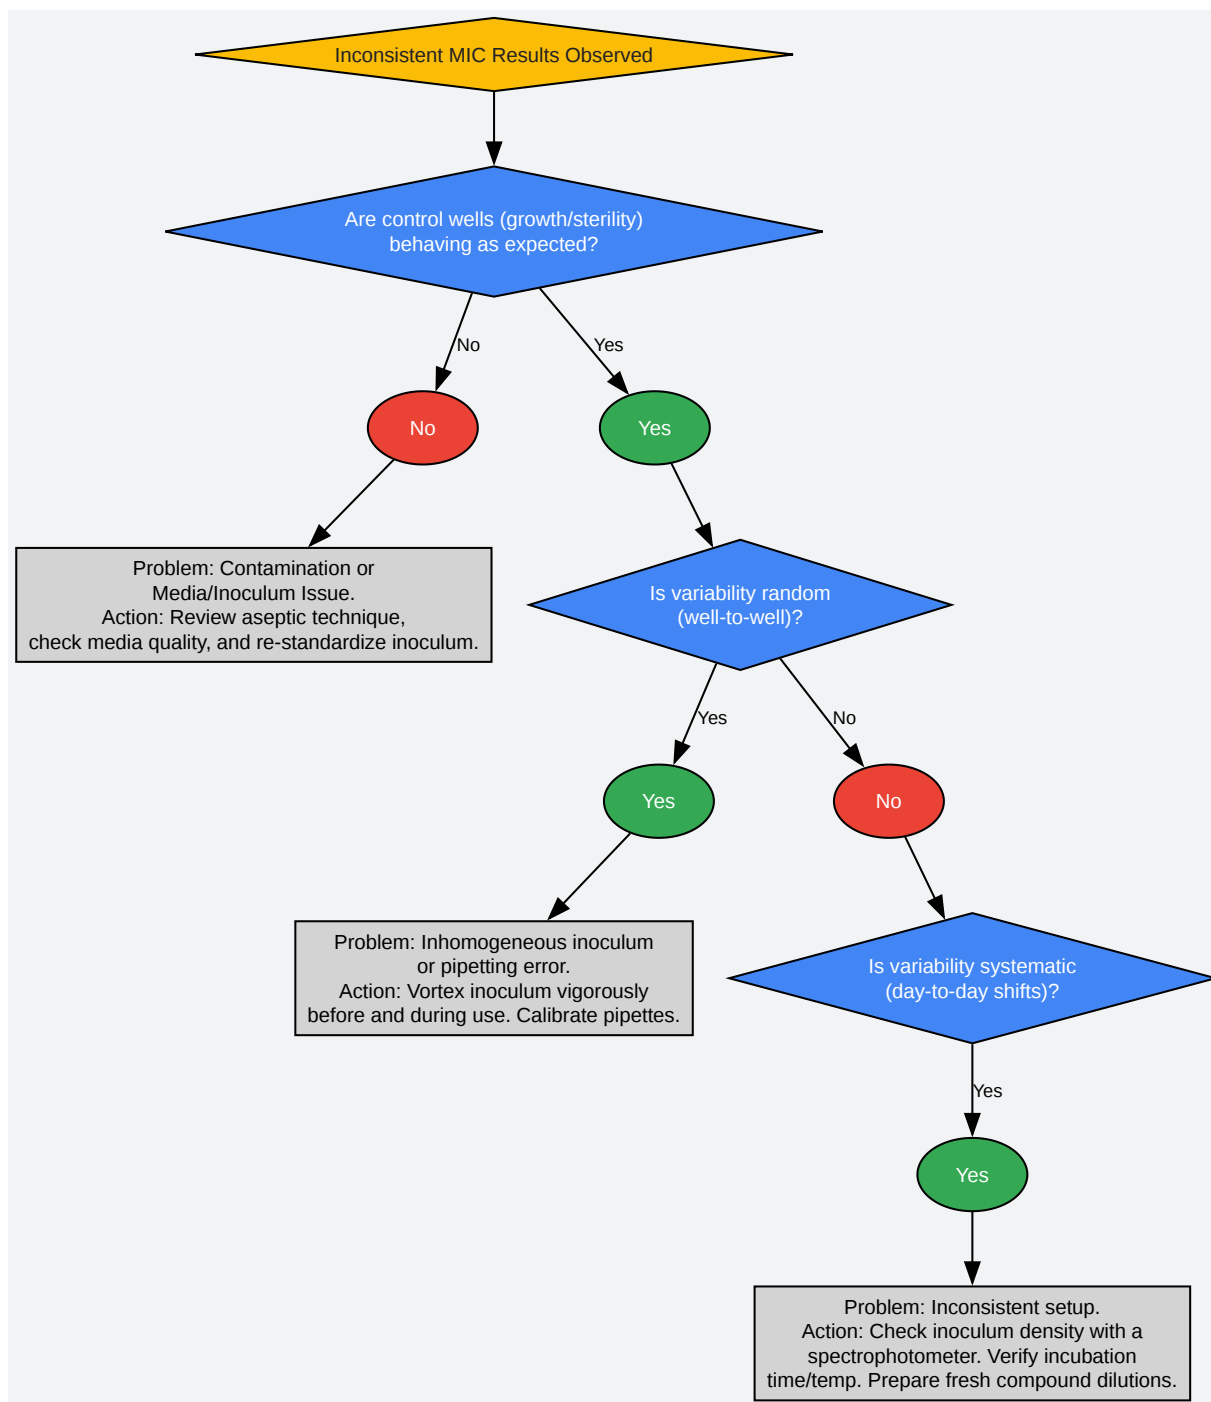 Inconsistent MIC Results Observed
Are control wells (growth/sterility)
behaving as expected?
No
Yes
No
Yes
Problem: Contamination or
Media/Inoculum Issue.
Action: Review aseptic technique,
check media quality, and re-standardize inoculum.
Is variability random
(well-to-well)?
Yes
No
Yes
No
Problem: Inhomogeneous inoculum
or pipetting error.
Action: Vortex inoculum vigorously
before and during use. Calibrate pipettes.
Is variability systematic
(day-to-day shifts)?
Yes
Yes
Problem: Inconsistent setup.
Action: Check inoculum density with a
spectrophotometer. Verify incubation
time/temp. Prepare fresh compound dilutions.